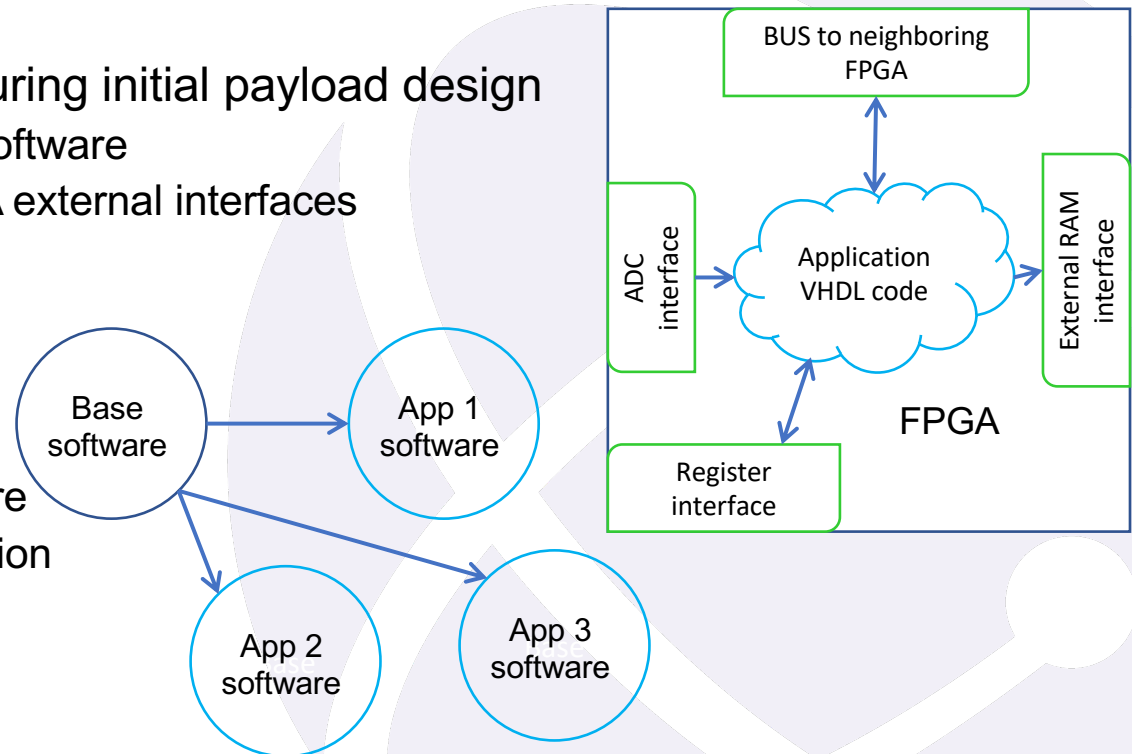 uring initial payload design
oftware
external interfaces
Base
software
App 1
software
re
ion
App 2
software
App 3
software
BUS to neighboring
FPGA
ADC
interface
Application
VHDL code
External RAM
interface
FPGA
Register
interface